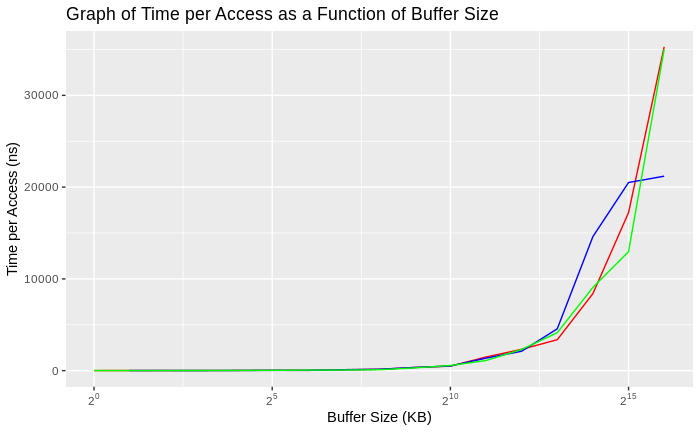 Graph of Time per Access as a Function of Buffer Size
Time per Access (ns)
30000
20000
10000
0
2⁰ 2⁵ 2¹⁰ 2¹⁵
Buffer Size (KB)